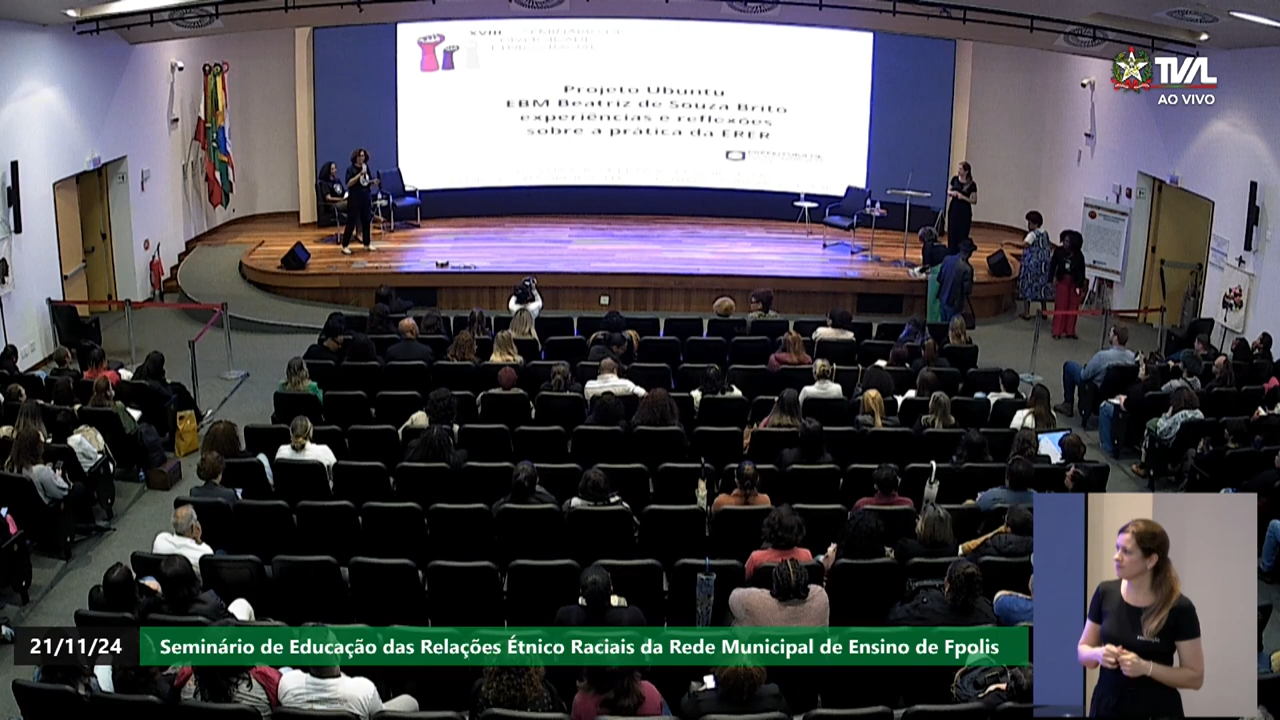 XVIII
TVAL
AO VIVO
Projeto Ubuntu
EBM Beatriz de Souza Brito
experiências e reflexões
sobre a prática da ERER
21/11/24
Seminário de Educação das Relações Étnico Raciais da Rede Municipal de Ensino de Fpolis